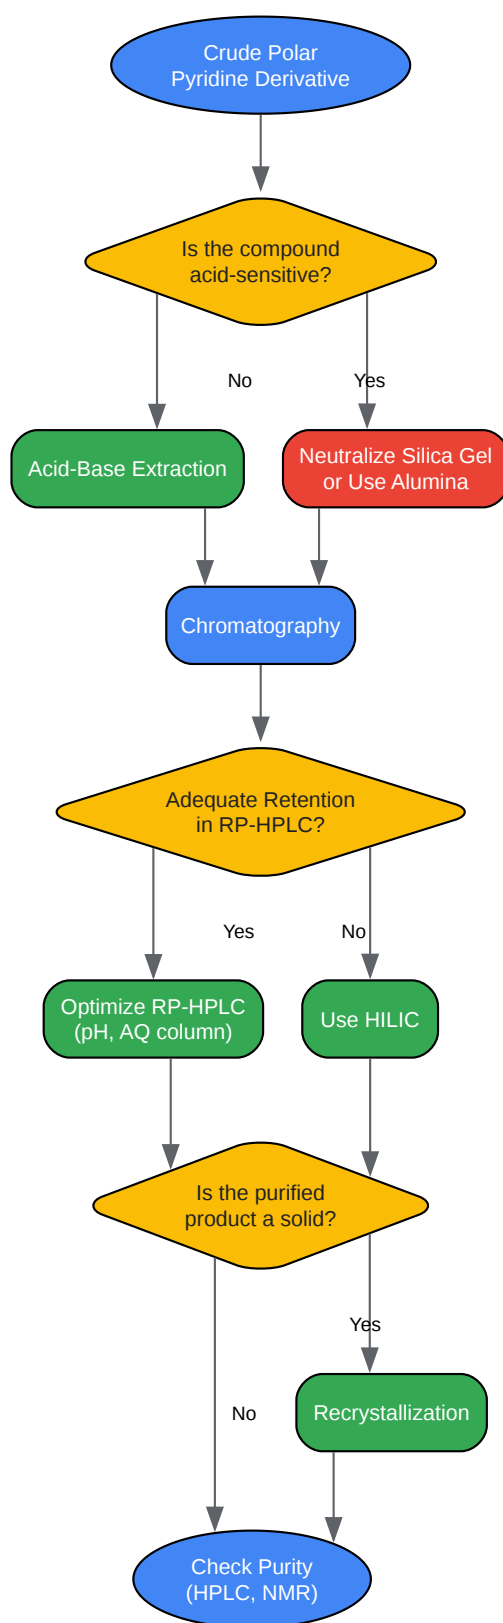 Crude Polar
Pyridine Derivative
Is the compound
acid-sensitive?
No
Yes
Acid-Base Extraction
Neutralize Silica Gel
or Use Alumina
Chromatography
Adequate Retention
in RP-HPLC?
Yes
No
Optimize RP-HPLC
(pH, AQ column)
Use HILIC
Is the purified
product a solid?
Yes
Recrystallization
No
Check Purity
(HPLC, NMR)